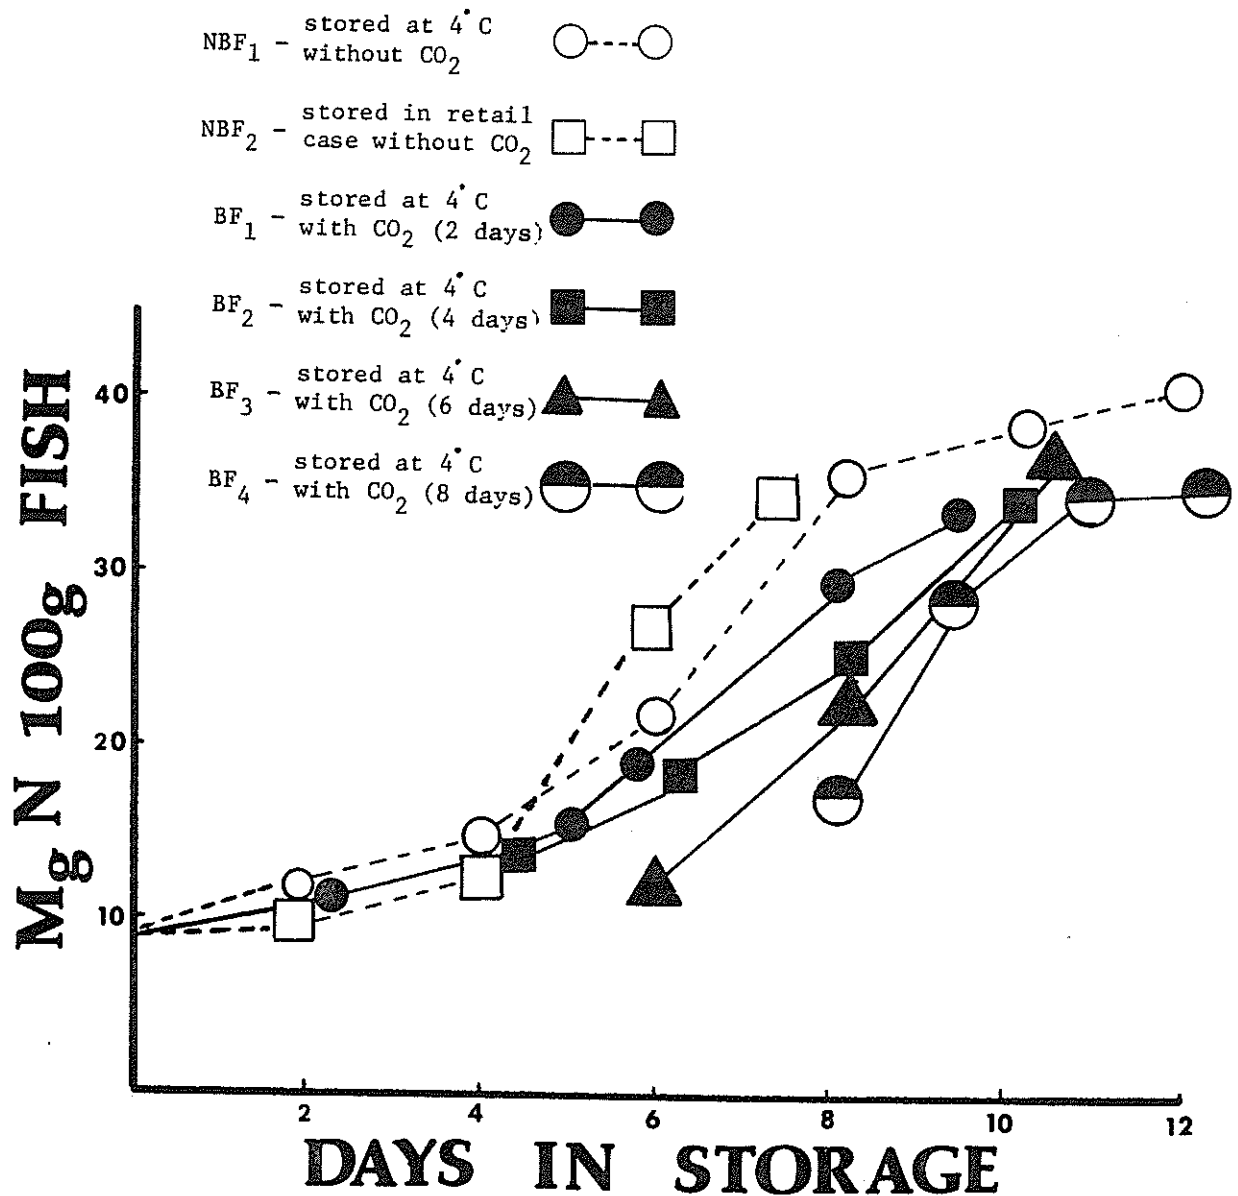 NBF1 - stored at 4°C
without CO2
NBF2 - stored in retail
case without CO2
BF1 - stored at 4°C
with CO2 (2 days)
BF2 - stored at 4°C
with CO2 (4 days)
BF3 - stored at 4°C
with CO2 (6 days)
BF4 - stored at 4°C
with CO2 (8 days)
Mg N 100g FISH
40
30
20
10
2 4 6 8 10 12
DAYS IN STORAGE